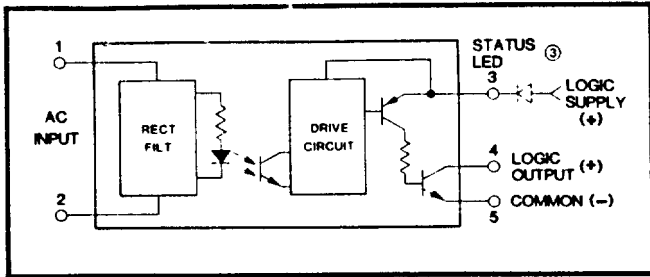 1
AC
INPUT
2
RECT
FILT
DRIVE
CIRCUIT
STATUS
LED ③
3
LOGIC
SUPPLY
(+)
4
LOGIC
OUTPUT (+)
COMMON (-)
5